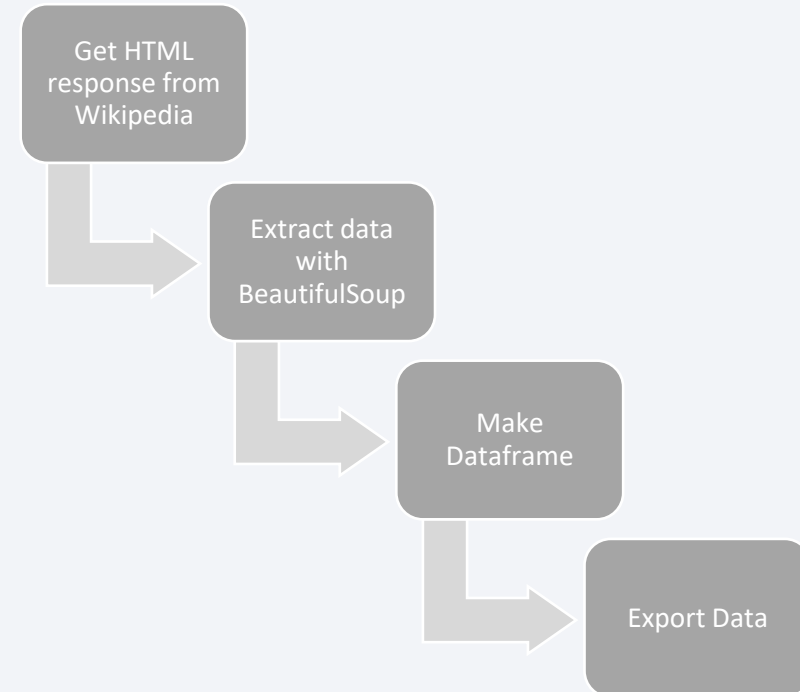 Get HTML
response from
Wikipedia
Extract data
with
BeautifulSoup
Make
Dataframe
Export Data